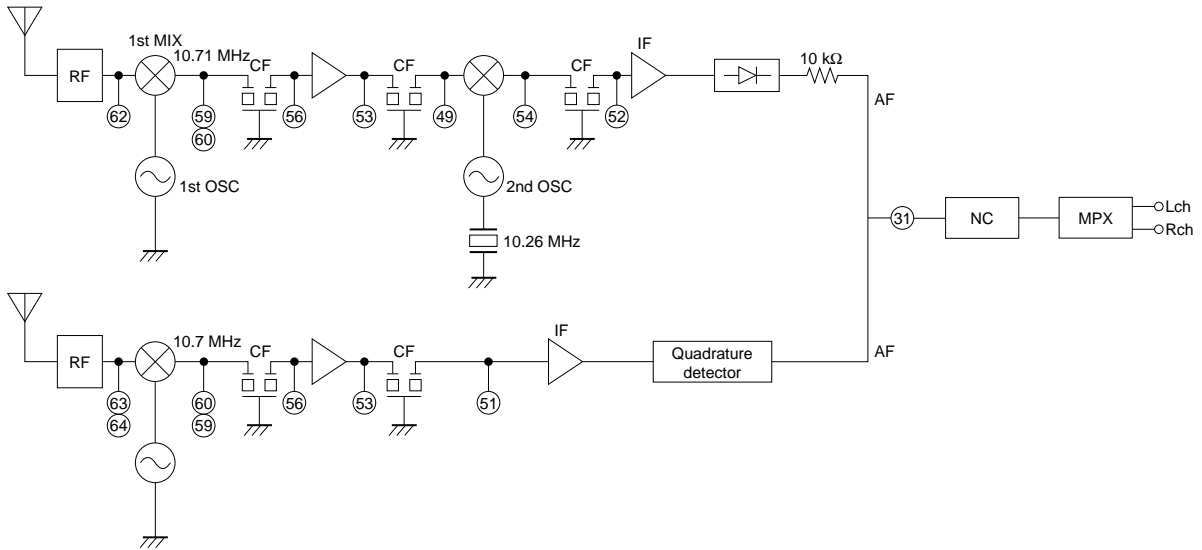 1st MIX
10.71 MHz
RF
CF
CF
CF
IF
10 kΩ
AF
62
59
60
56
53
49
54
52
1st OSC
2nd OSC
10.26 MHz
31
NC
MPX
Lch
Rch
RF
10.7 MHz
CF
CF
IF
Quadrature
detector
AF
63
64
60
59
56
53
51